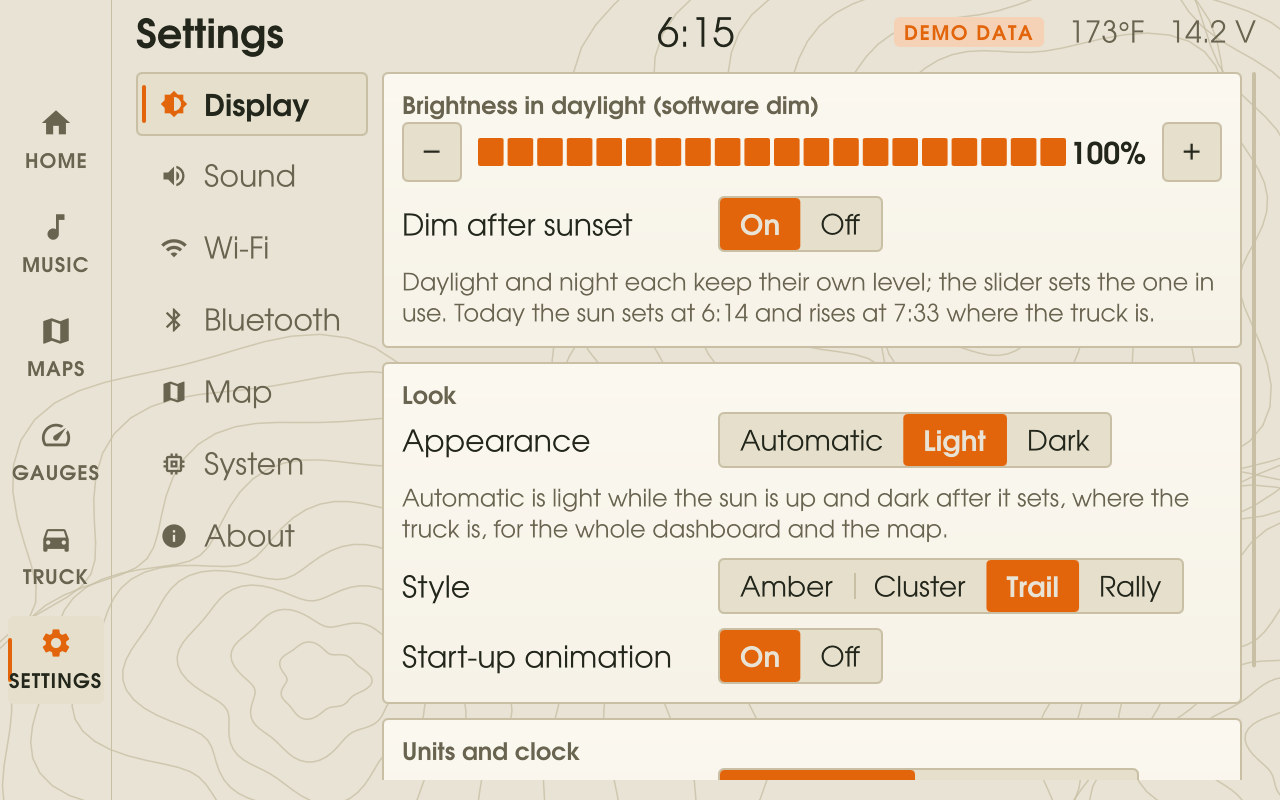 Settings
6:15
DEMO DATA
173°F
14.2 V
HOME
MUSIC
MAPS
GAUGES
TRUCK
SETTINGS
Display
Sound
Wi-Fi
Bluetooth
Map
System
About
Brightness in daylight (software dim)
− 100% +
Dim after sunset On Off
Daylight and night each keep their own level; the slider sets the one in
use. Today the sun sets at 6:14 and rises at 7:33 where the truck is.
Look
Appearance Automatic Light Dark
Automatic is light while the sun is up and dark after it sets, where the
truck is, for the whole dashboard and the map.
Style Amber Cluster Trail Rally
Start-up animation On Off
Units and clock